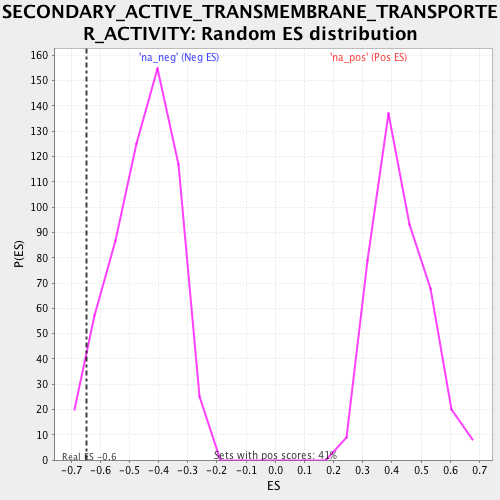 SECONDARY_ACTIVE_TRANSMEMBRANE_TRANSPORTE
R_ACTIVITY: Random ES distribution
'na_neg' (Neg ES)
'na_pos' (Pos ES)
160
150
140
130
120
110
100
90
80
70
60
50
40
30
20
10
0
P(ES)
Real ES -0.6
Sets with pos scores: 41%
-0.7 -0.6 -0.5 -0.4 -0.3 -0.2 -0.1 0.0 0.1 0.2 0.3 0.4 0.5 0.6 0.7
ES